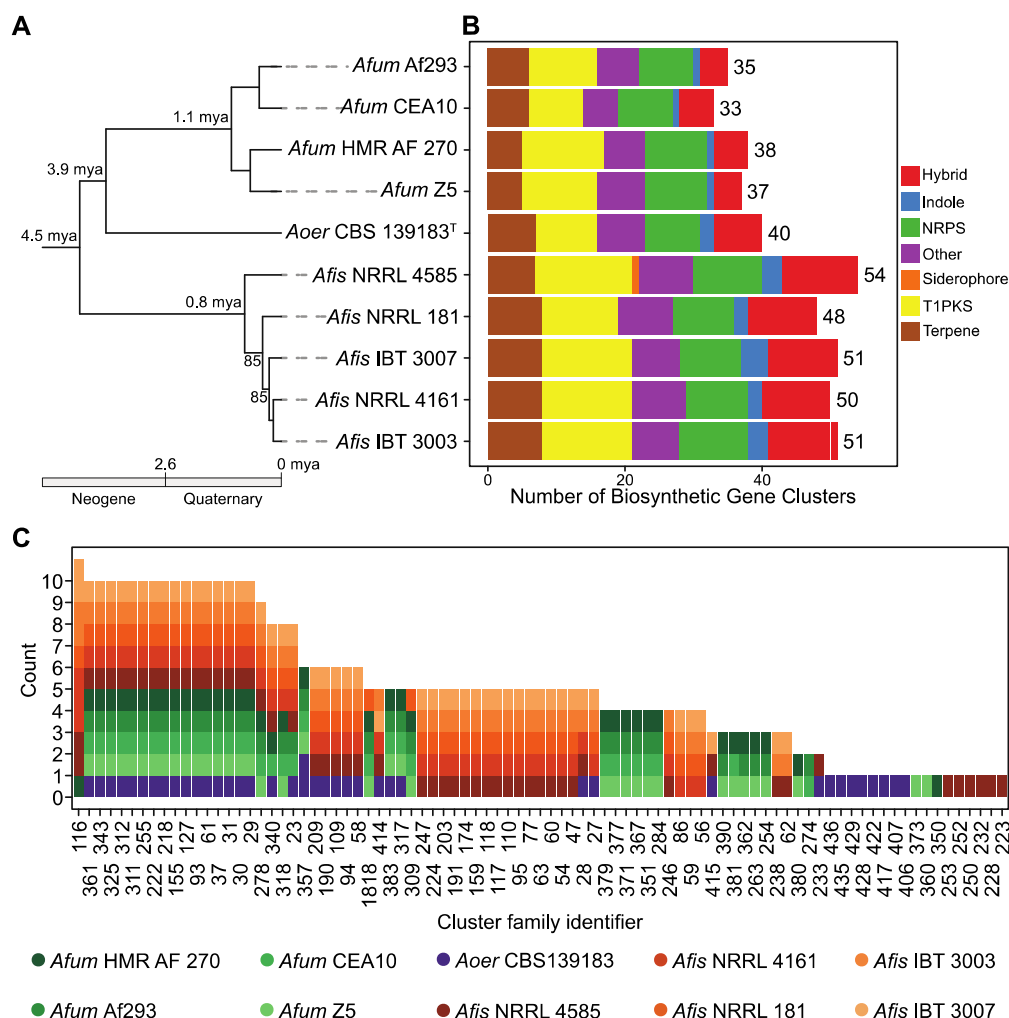 A
B
Afum Af293
35
Afum CEA10
33
1.1 mya
Afum HMR AF 270
38
3.9 mya
Afum Z5
37
4.5 mya
Aoer CBS 139183ᵀ
40
Afis NRRL 4585
54
0.8 mya
Afis NRRL 181
48
85
Afis IBT 3007
51
85
Afis NRRL 4161
50
Afis IBT 3003
51
Hybrid
Indole
NRPS
Other
Siderophore
T1PKS
Terpene
2.6
0 mya
Neogene
Quaternary
0
20
40
Number of Biosynthetic Gene Clusters
C
Count
10
9
8
7
6
5
4
3
2
1
0
116 343 312 255 218 127 61 31 29 340 23 209 109 58 414 317 247 203 174 118 110 77 60 47 27 377 367 284 86 56 390 362 254 62 274 436 429 422 407 373 350 252 232 223
361 325 311 222 155 93 37 30 278 318 357 190 94 1818 383 309 224 191 159 117 95 63 54 28 379 371 351 246 59 415 381 263 238 380 233 435 428 417 406 360 253 250 228
Cluster family identifier
Afum HMR AF 270
Afum CEA10
Aoer CBS139183
Afis NRRL 4161
Afis IBT 3003
Afum Af293
Afum Z5
Afis NRRL 4585
Afis NRRL 181
Afis IBT 3007